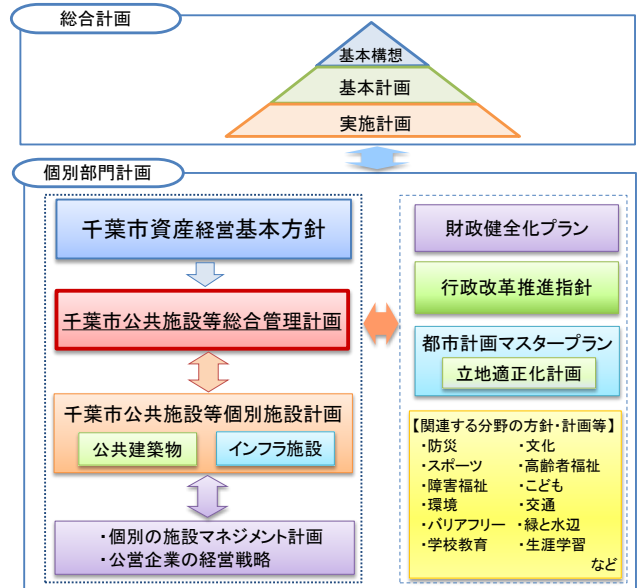 総合計画
基本構想
基本計画
実施計画
個別部門計画
千葉市資産経営基本方針
千葉市公共施設等総合管理計画
千葉市公共施設等個別施設計画
公共建築物
インフラ施設
・個別の施設マネジメント計画
・公営企業の経営戦略
財政健全化プラン
行政改革推進指針
都市計画マスタープラン
立地適正化計画
【関連する分野の方針・計画等】
・防災 ・文化
・スポーツ ・高齢者福祉
・障害福祉 ・こども
・環境 ・交通
・バリアフリー ・緑と水辺
・学校教育 ・生涯学習
など